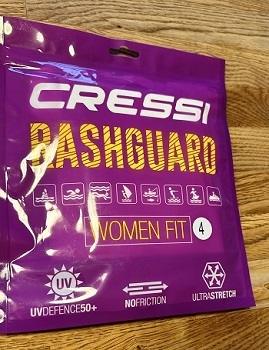 CRESSI
RASHGUARD
WOMEN FIT 4
UV
UVDEFENCE50+
NOFRICTION
ULTRASTRETCH